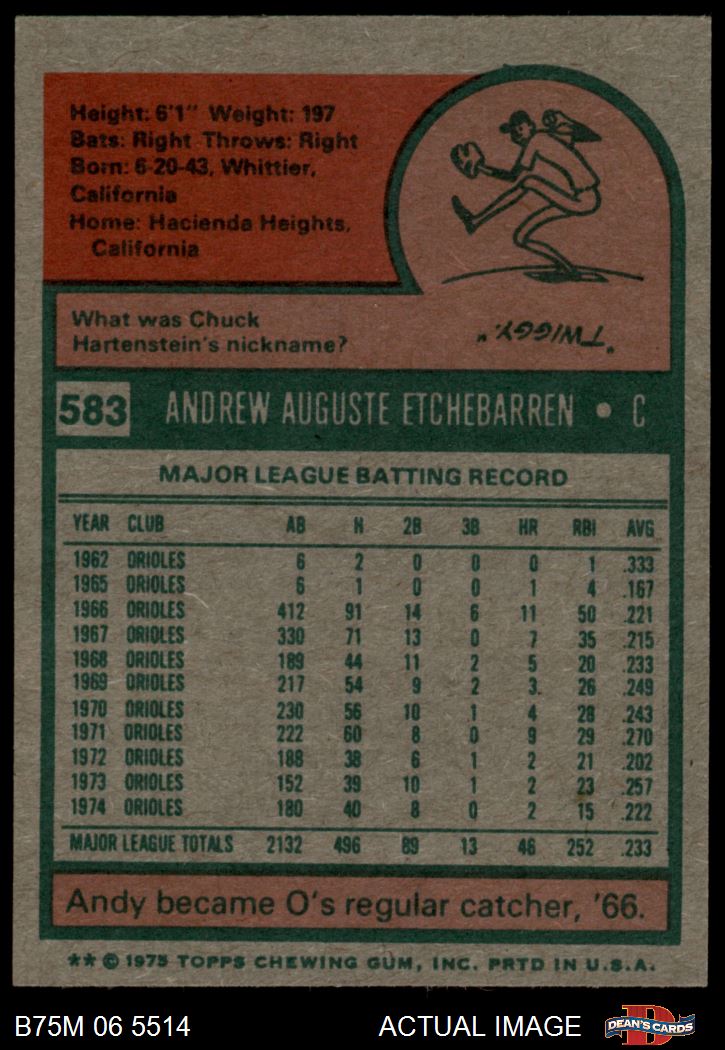 Height: 6'1" Weight: 197
Bats: Right Throws: Right
Born: 6-20-43, Whittier,
California
Home: Hacienda Heights,
California
What was Chuck
Hartenstein's nickname?
"TWIGGY."
583 ANDREW AUGUSTE ETCHEBARREN • C
MAJOR LEAGUE BATTING RECORD
YEAR CLUB AB H 2B 3B HR RBI AVG
1962 ORIOLES 6 2 0 0 0 1 .333
1965 ORIOLES 6 1 0 0 1 4 .167
1966 ORIOLES 412 91 14 6 11 50 .221
1967 ORIOLES 330 71 13 0 7 35 .215
1968 ORIOLES 189 44 11 2 5 20 .233
1969 ORIOLES 217 54 9 2 3. 26 .249
1970 ORIOLES 230 56 10 1 4 28 .243
1971 ORIOLES 222 60 8 0 9 29 .270
1972 ORIOLES 188 38 6 1 2 21 .202
1973 ORIOLES 152 39 10 1 2 23 .257
1974 ORIOLES 180 40 8 0 2 15 .222
MAJOR LEAGUE TOTALS 2132 496 89 13 46 252 .233
Andy became O's regular catcher, '66.
** © 1975 TOPPS CHEWING GUM, INC. PRTD IN U.S.A.
B75M 06 5514 ACTUAL IMAGE DEAN'S CARDS